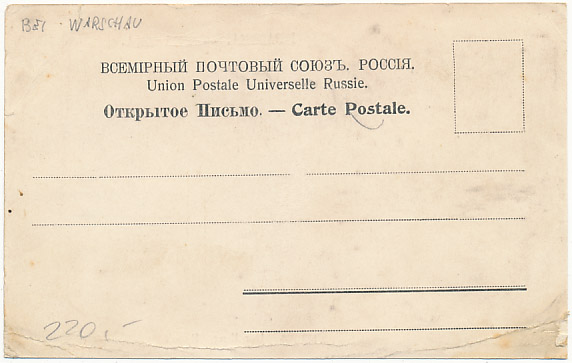 BEI · WARSCHAU
ВСЕМІРНЫЙ ПОЧТОВЫЙ СОЮЗЪ. РОССІЯ.
Union Postale Universelle Russie.
Открытое Письмо. — Carte Postale.
220,-